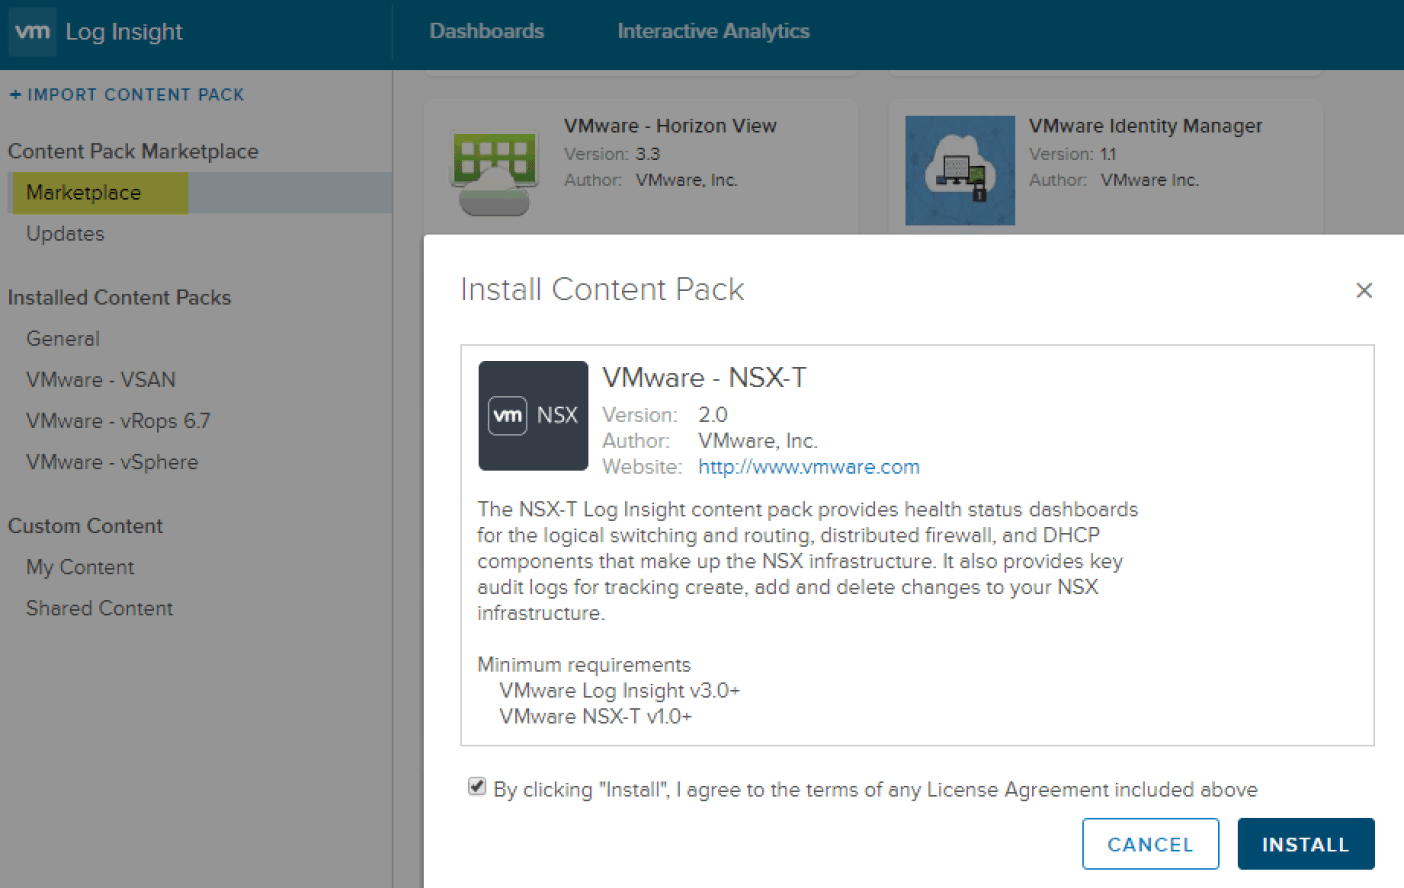 vm Log Insight
Dashboards
Interactive Analytics
+ IMPORT CONTENT PACK
Content Pack Marketplace
Marketplace
Updates
Installed Content Packs
General
VMware - VSAN
VMware - vRops 6.7
VMware - vSphere
Custom Content
My Content
Shared Content
VMware - Horizon View
Version: 3.3
Author: VMware, Inc.
VMware Identity Manager
Version: 1.1
Author: VMware Inc.
Install Content Pack
vm NSX
VMware - NSX-T
Version: 2.0
Author: VMware, Inc.
Website: http://www.vmware.com
The NSX-T Log Insight content pack provides health status dashboards
for the logical switching and routing, distributed firewall, and DHCP
components that make up the NSX infrastructure. It also provides key
audit logs for tracking create, add and delete changes to your NSX
infrastructure.
Minimum requirements
VMware Log Insight v3.0+
VMware NSX-T v1.0+
By clicking "Install", I agree to the terms of any License Agreement included above
CANCEL
INSTALL